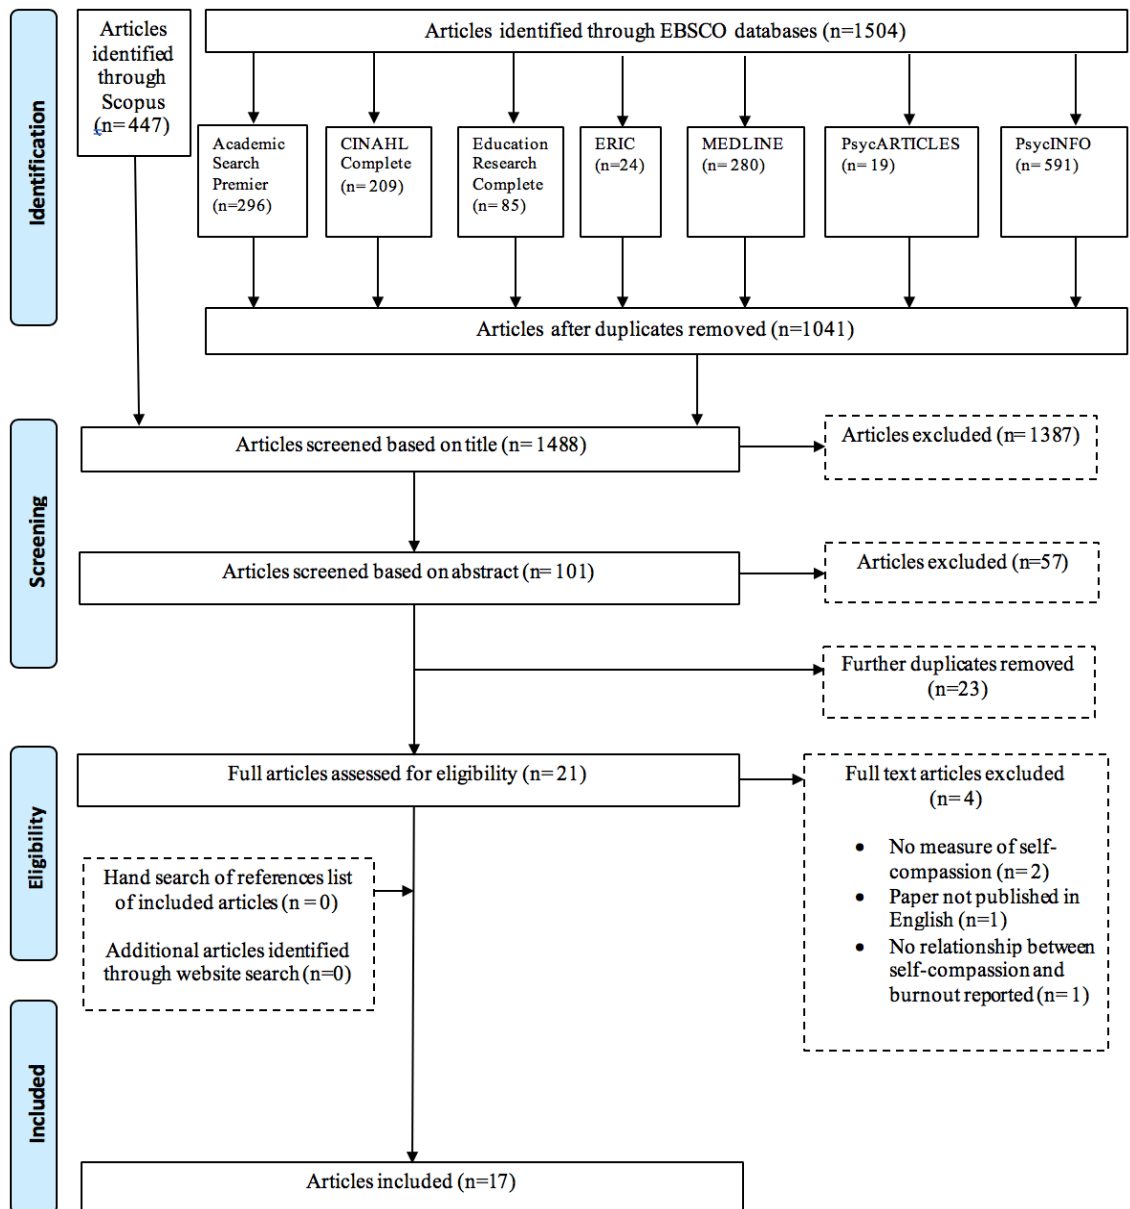 Identification
Articles
identified
through
Scopus
(n=447)
Articles identified through EBSCO databases (n=1504)
Academic
Search
Premier
(n=296)
CINAHL
Complete
(n=209)
Education
Research
Complete
(n=85)
ERIC
(n=24)
MEDLINE
(n=280)
PsycARTICLES
(n=19)
PsycINFO
(n=591)
Articles after duplicates removed (n=1041)
Screening
Articles screened based on title (n=1488)
Articles excluded (n=1387)
Articles screened based on abstract (n=101)
Articles excluded (n=57)
Further duplicates removed
(n=23)
Eligibility
Full articles assessed for eligibility (n=21)
Full text articles excluded
(n=4)
• No measure of self-
compassion (n=2)
• Paper not published in
English (n=1)
• No relationship between
self-compassion and
burnout reported (n=1)
Hand search of references list
of included articles (n =0)
Additional articles identified
through website search (n=0)
Included
Articles included (n=17)